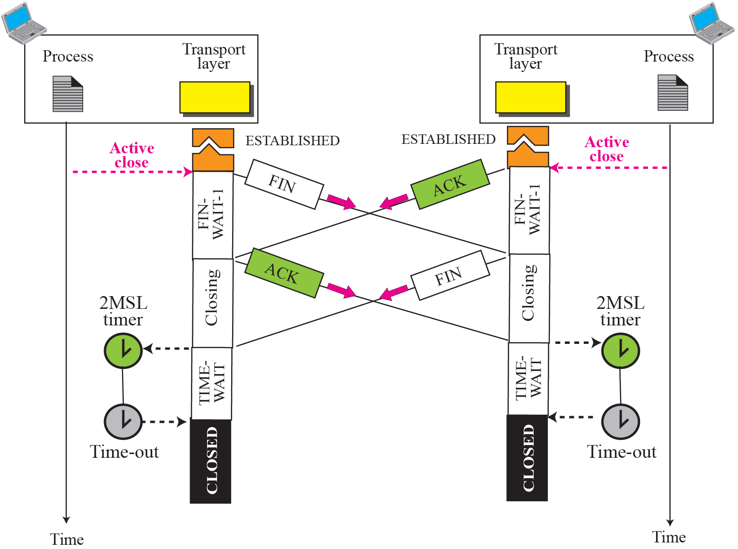 Process
Transport
layer
Transport
layer
Process
ESTABLISHED
ESTABLISHED
Active
close
Active
close
FIN
ACK
FIN-
WAIT-1
FIN-
WAIT-1
ACK
FIN
Closing
Closing
2MSL
timer
2MSL
timer
TIME-
WAIT
TIME-
WAIT
Time-out
Time-out
CLOSED
CLOSED
Time
Time